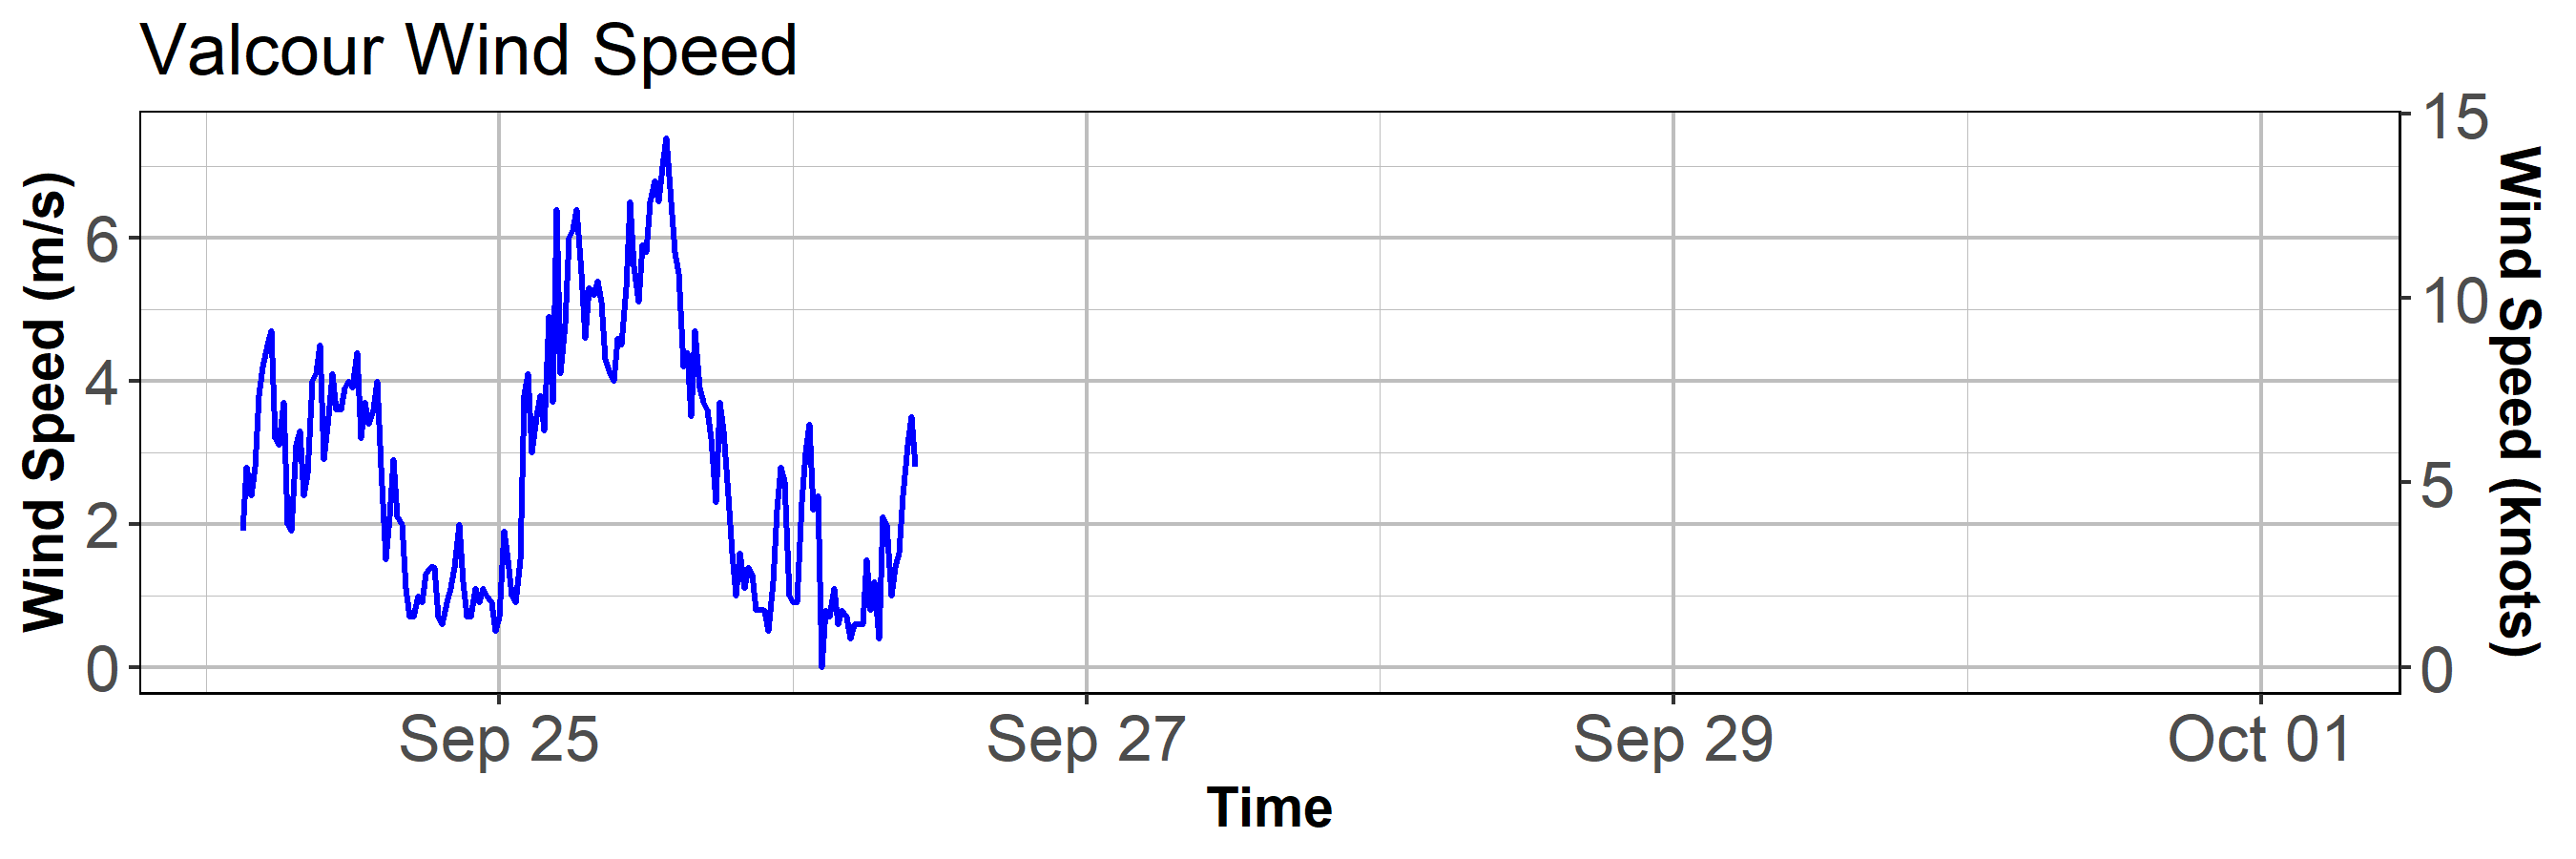 Valcour Wind Speed
Wind Speed (m/s)
6
4
2
0
15
10
5
0
Wind Speed (knots)
Sep 25 Sep 27 Sep 29 Oct 01
Time